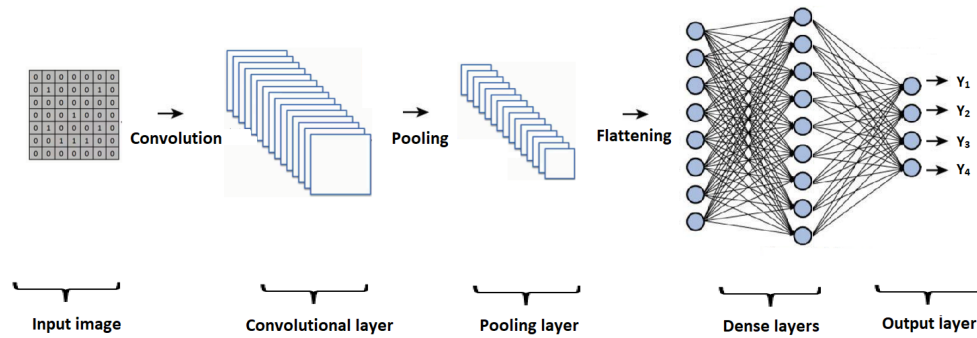 0 0 0 0 0 0 0
0 1 0 0 0 1 0
0 0 0 0 0 0 0
0 0 0 1 0 0 0
0 1 0 0 0 1 0
0 0 1 1 1 0 0
0 0 0 0 0 0 0
Convolution
Pooling
Flattening
Y1
Y2
Y3
Y4
Input image
Convolutional layer
Pooling layer
Dense layers
Output layer